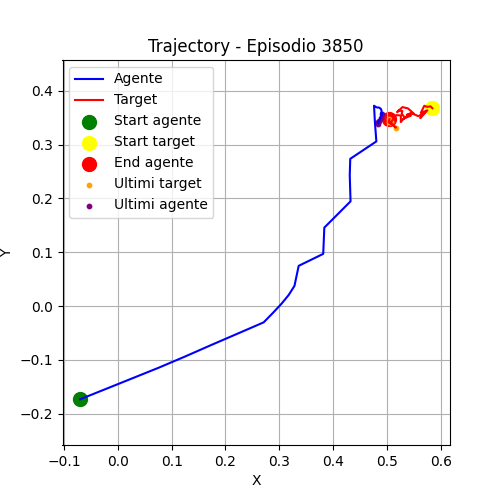 Trajectory - Episodio 3850
Agente
Target
Start agente
Start target
End agente
Ultimi target
Ultimi agente
0.4
0.3
0.2
0.1
0.0
−0.1
−0.2
Y
−0.1 0.0 0.1 0.2 0.3 0.4 0.5 0.6
X